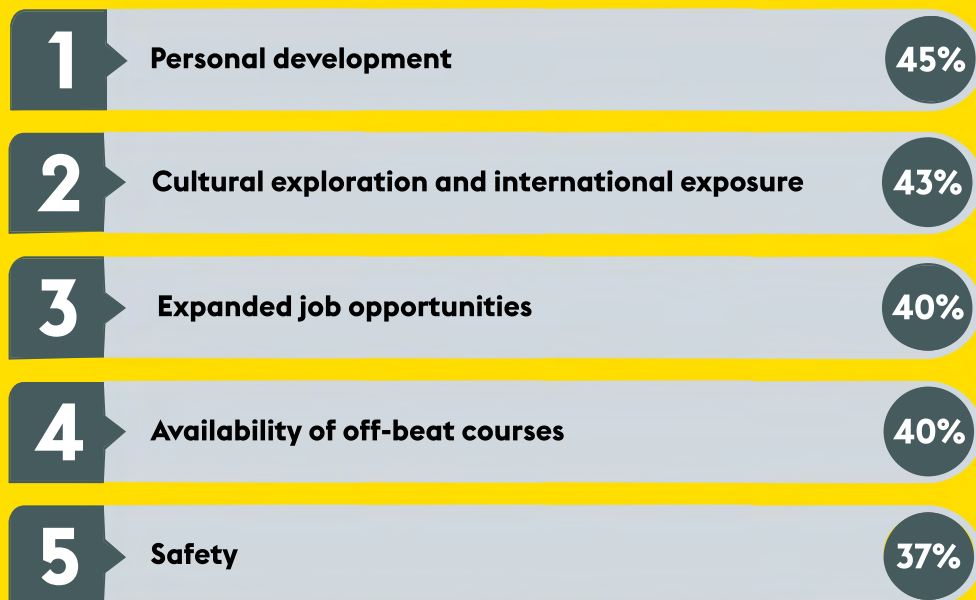 1 Personal development 45%
2 Cultural exploration and international exposure 43%
3 Expanded job opportunities 40%
4 Availability of off-beat courses 40%
5 Safety 37%